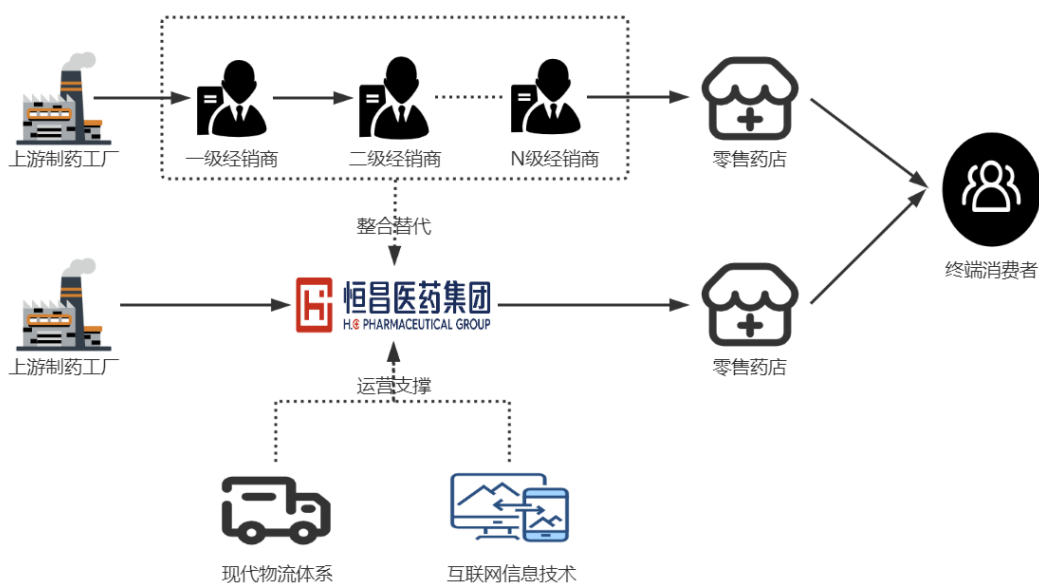 上游制药工厂
一级经销商
二级经销商
N级经销商
零售药店
整合替代
终端消费者
恒昌医药集团
H.C PHARMACEUTICAL GROUP
上游制药工厂
零售药店
运营支撑
现代物流体系
互联网信息技术